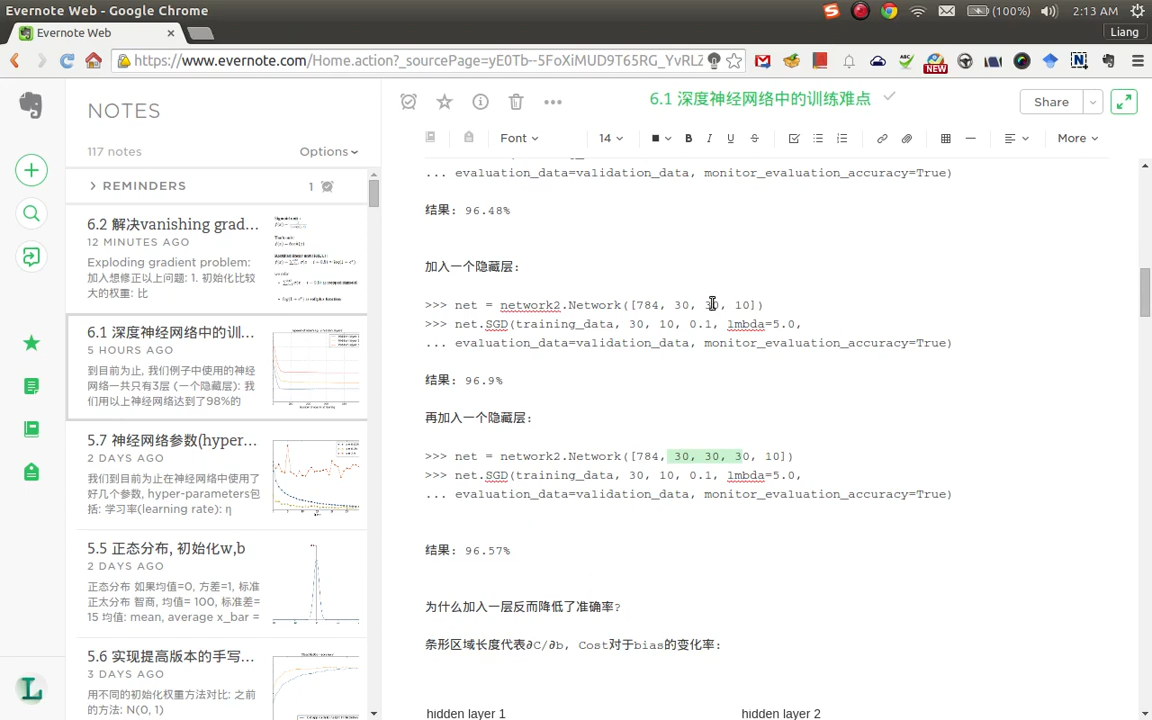 Evernote Web - Google Chrome
(100%)
2:13 AM
Evernote Web
Liang
https://www.evernote.com/Home.action?_sourcePage=yE0Tb--5FoXiMUD9T65RG_YvRLZ
NEW
NOTES
117 notes
Options
REMINDERS
1
6.2 解决vanishing grad...
12 MINUTES AGO
Exploding gradient problem:
加入想修正以上问题: 1. 初始化比较
大的权重: 比
6.1 深度神经网络中的训...
5 HOURS AGO
到目前为止, 我们例子中使用的神经
网络一共只有3层 (一个隐藏层): 我
们用以上神经网络达到了98%的
5.7 神经网络参数(hyper...
2 DAYS AGO
我们到目前为止在神经网络中使用了
好几个参数, hyper-parameters包
括: 学习率(learning rate): η
5.5 正态分布, 初始化w,b
2 DAYS AGO
正态分布 如果均值=0, 方差=1, 标准
正太分布 智商, 均值= 100, 标准差=
15 均值: mean, average x_bar =
5.6 实现提高版本的手写...
3 DAYS AGO
用不同的初始化权重方法对比: 之前
的方法: N(0, 1)
6.1 深度神经网络中的训练难点
Share
Font
14
B
I
U
More
... evaluation_data=validation_data, monitor_evaluation_accuracy=True)
结果: 96.48%
加入一个隐藏层:
>>> net = network2.Network([784, 30, 30, 10])
>>> net.SGD(training_data, 30, 10, 0.1, lmbda=5.0,
... evaluation_data=validation_data, monitor_evaluation_accuracy=True)
结果: 96.9%
再加入一个隐藏层:
>>> net = network2.Network([784, 30, 30, 30, 10])
>>> net.SGD(training_data, 30, 10, 0.1, lmbda=5.0,
... evaluation_data=validation_data, monitor_evaluation_accuracy=True)
结果: 96.57%
为什么加入一层反而降低了准确率?
条形区域长度代表∂C/∂b, Cost对于bias的变化率:
hidden layer 1
hidden layer 2